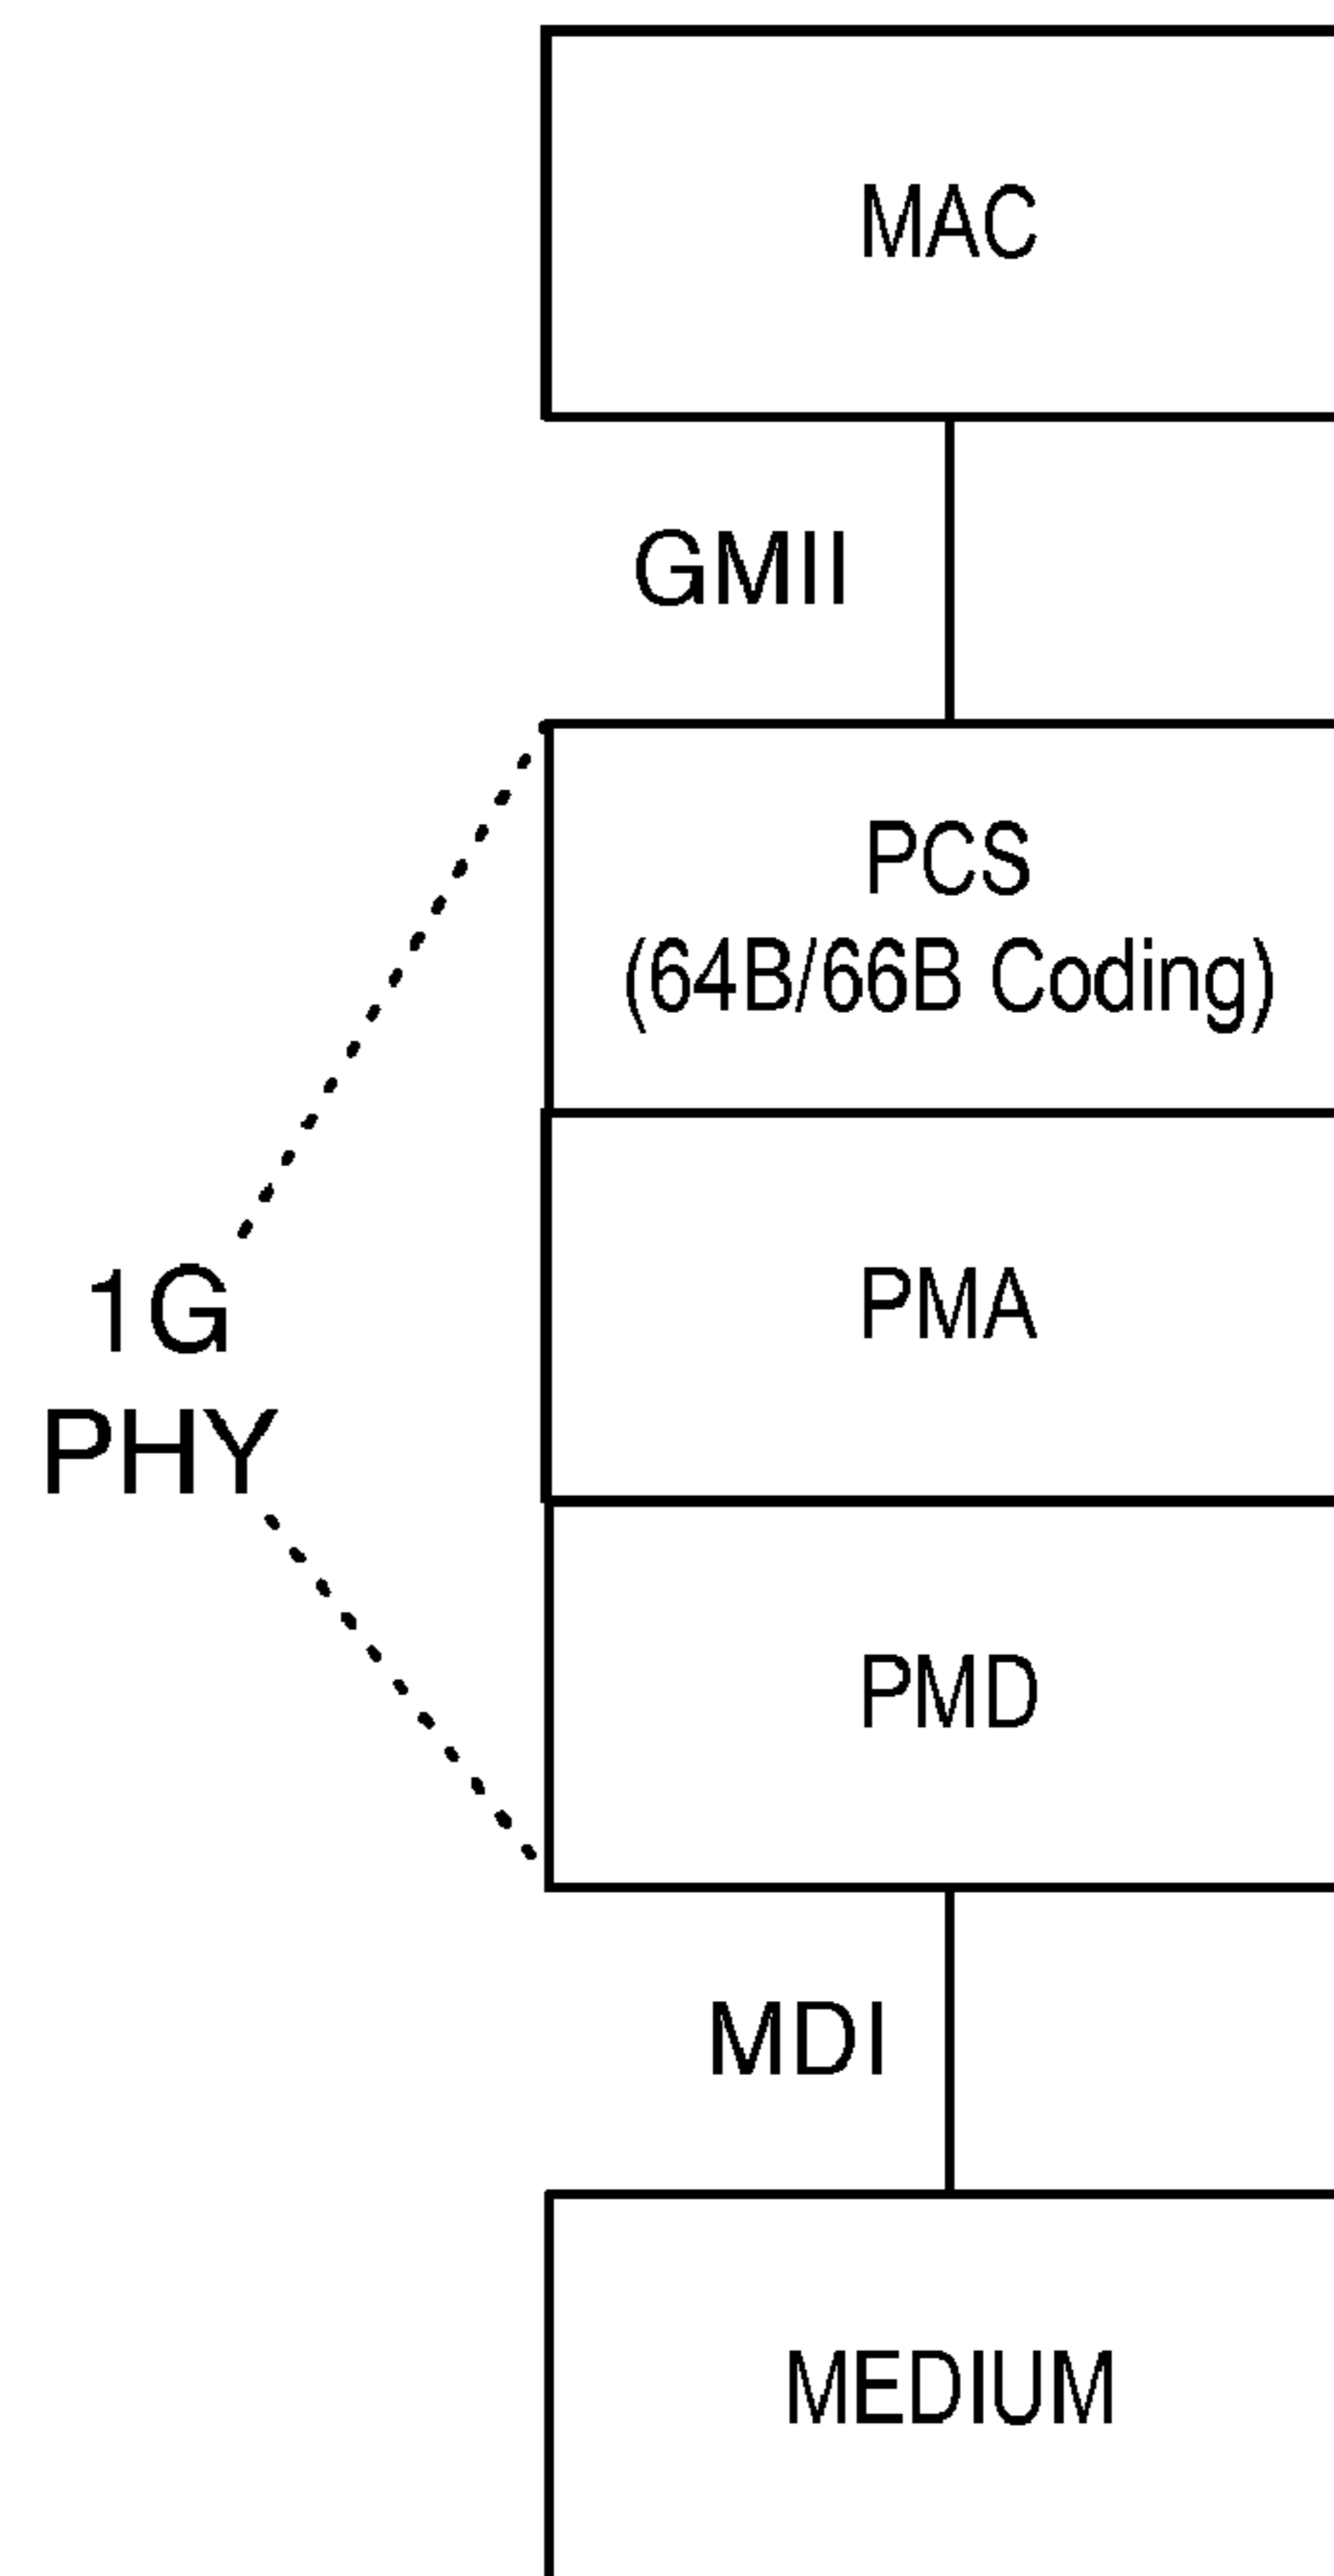 MAC
GMII
PCS
(64B/66B Coding)
1G
PHY
PMA
PMD
MDI
MEDIUM